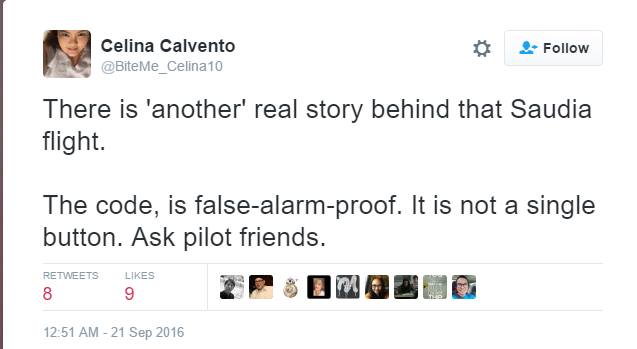 Celina Calvento
@BiteMe_Celina10
Follow
There is 'another' real story behind that Saudia
flight.
The code, is false-alarm-proof. It is not a single
button. Ask pilot friends.
RETWEETS LIKES
8 9
12:51 AM - 21 Sep 2016